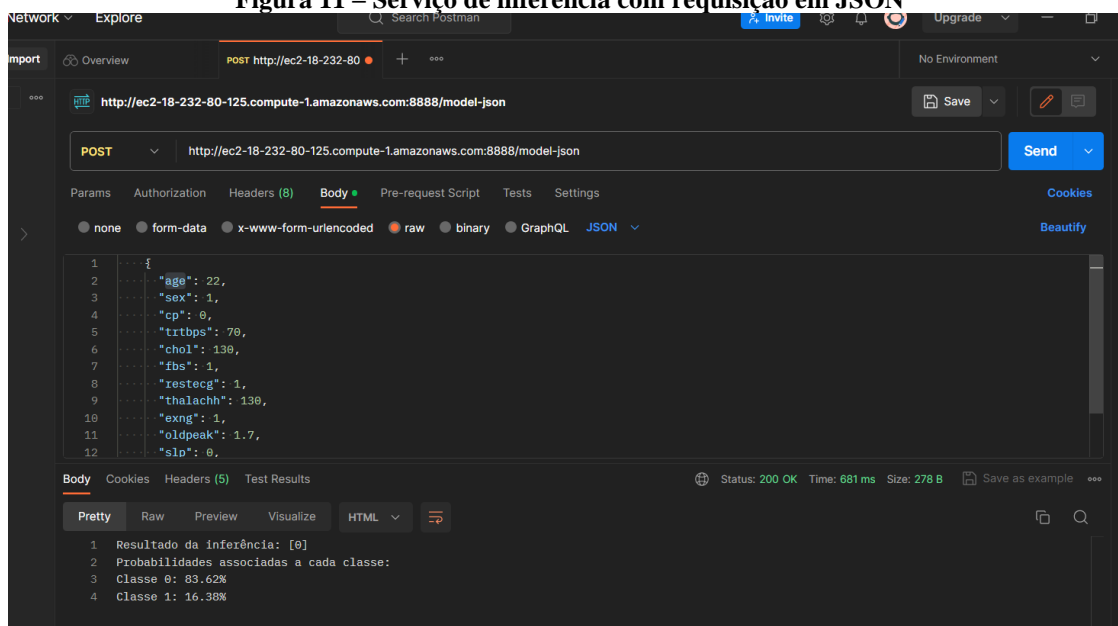 Figura 11 – Serviço de inferência com requisição em JSON
Network Explore Search Postman Invite Upgrade
Import Overview POST http://ec2-18-232-80 No Environment
HTTP http://ec2-18-232-80-125.compute-1.amazonaws.com:8888/model-json Save
POST http://ec2-18-232-80-125.compute-1.amazonaws.com:8888/model-json Send
Params Authorization Headers (8) Body Pre-request Script Tests Settings Cookies
none form-data x-www-form-urlencoded raw binary GraphQL JSON Beautify
1 {
2 "age": 22,
3 "sex": 1,
4 "cp": 0,
5 "trtbps": 70,
6 "chol": 130,
7 "fbs": 1,
8 "restecg": 1,
9 "thalachh": 130,
10 "exng": 1,
11 "oldpeak": 1.7,
12 "slp": 0,
Body Cookies Headers (5) Test Results Status: 200 OK Time: 681 ms Size: 278 B Save as example
Pretty Raw Preview Visualize HTML
1 Resultado da inferência: [0]
2 Probabilidades associadas a cada classe:
3 Classe 0: 83.62%
4 Classe 1: 16.38%